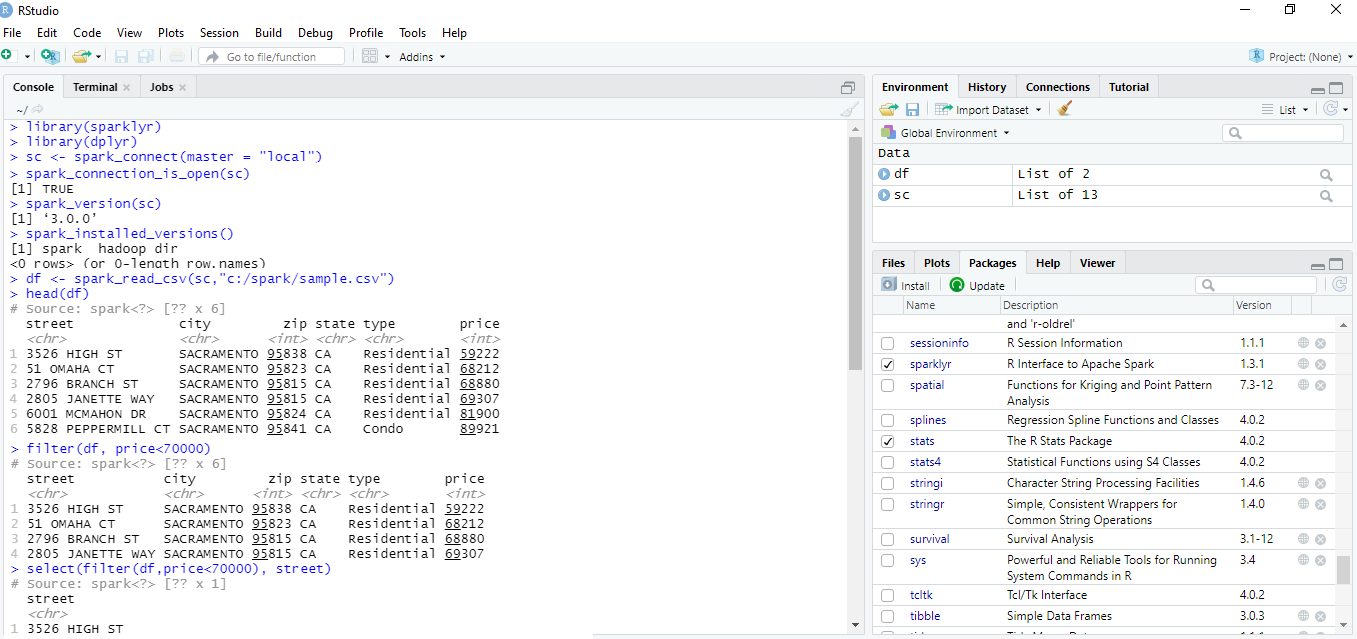 RStudio
File Edit Code View Plots Session Build Debug Profile Tools Help
Go to file/function Addins Project: (None)
Console Terminal Jobs
~/
> library(sparklyr)
> library(dplyr)
> sc <- spark_connect(master = "local")
> spark_connection_is_open(sc)
[1] TRUE
> spark_version(sc)
[1] ‘3.0.0’
> spark_installed_versions()
[1] spark  hadoop dir
<0 rows> (or 0-length row.names)
> df <- spark_read_csv(sc,"c:/spark/sample.csv")
> head(df)
# Source: spark<?> [?? x 6]
street city zip state type price
<chr> <chr> <int> <chr> <chr> <int>
1 3526 HIGH ST SACRAMENTO 95838 CA Residential 59222
2 51 OMAHA CT SACRAMENTO 95823 CA Residential 68212
3 2796 BRANCH ST SACRAMENTO 95815 CA Residential 68880
4 2805 JANETTE WAY SACRAMENTO 95815 CA Residential 69307
5 6001 MCMAHON DR SACRAMENTO 95824 CA Residential 81900
6 5828 PEPPERMILL CT SACRAMENTO 95841 CA Condo 89921
> filter(df, price<70000)
# Source: spark<?> [?? x 6]
street city zip state type price
<chr> <chr> <int> <chr> <chr> <int>
1 3526 HIGH ST SACRAMENTO 95838 CA Residential 59222
2 51 OMAHA CT SACRAMENTO 95823 CA Residential 68212
3 2796 BRANCH ST SACRAMENTO 95815 CA Residential 68880
4 2805 JANETTE WAY SACRAMENTO 95815 CA Residential 69307
> select(filter(df,price<70000), street)
# Source: spark<?> [?? x 1]
street
<chr>
1 3526 HIGH ST
Environment History Connections Tutorial
Import Dataset List
Global Environment
Data
df List of 2
sc List of 13
Files Plots Packages Help Viewer
Install Update
Name Description Version
and 'r-oldrel'
sessioninfo R Session Information 1.1.1
sparklyr R Interface to Apache Spark 1.3.1
spatial Functions for Kriging and Point Pattern 7.3-12
Analysis
splines Regression Spline Functions and Classes 4.0.2
stats The R Stats Package 4.0.2
stats4 Statistical Functions using S4 Classes 4.0.2
stringi Character String Processing Facilities 1.4.6
stringr Simple, Consistent Wrappers for 1.4.0
Common String Operations
survival Survival Analysis 3.1-12
sys Powerful and Reliable Tools for Running 3.4
System Commands in R
tcltk Tcl/Tk Interface 4.0.2
tibble Simple Data Frames 3.0.3